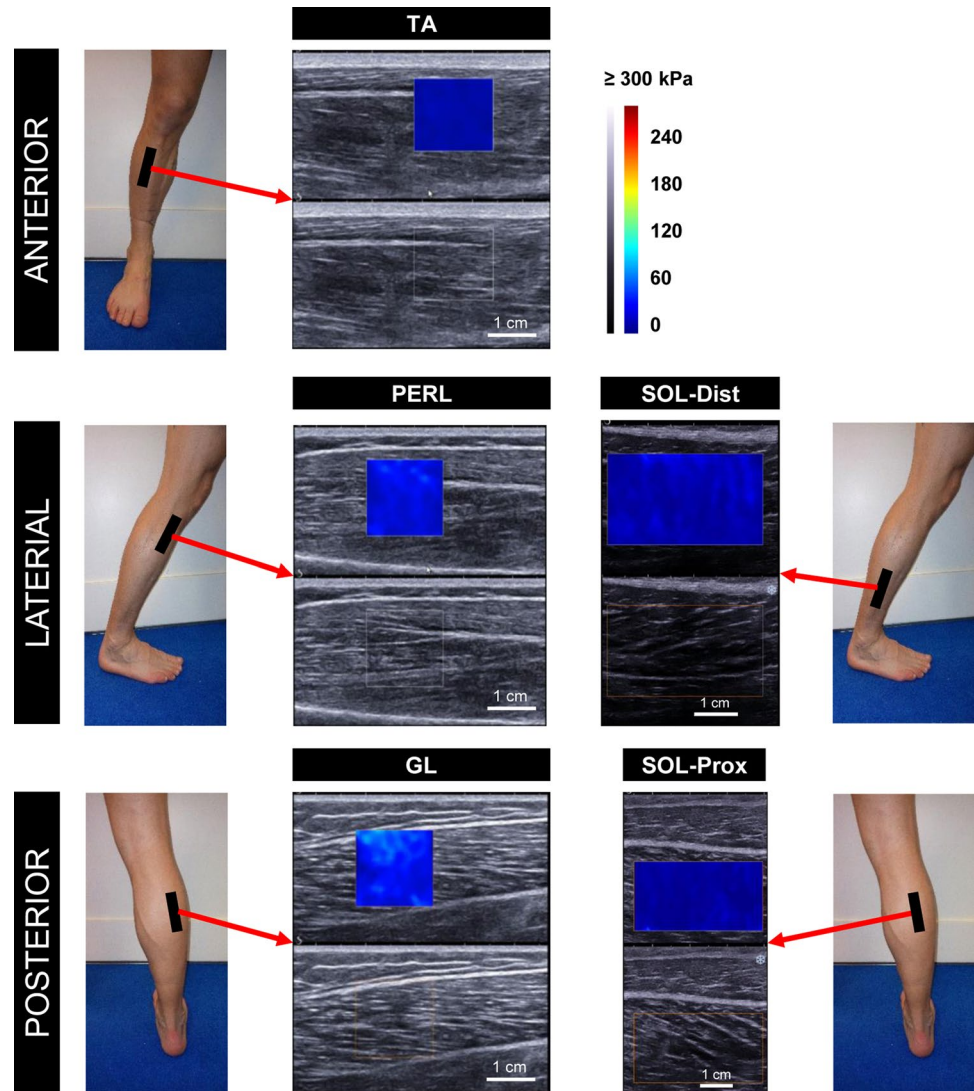 TA
ANTERIOR
1 cm
≥ 300 kPa
240
180
120
60
0
PERL
SOL-Dist
LATERIAL
1 cm
1 cm
GL
SOL-Prox
POSTERIOR
1 cm
1 cm